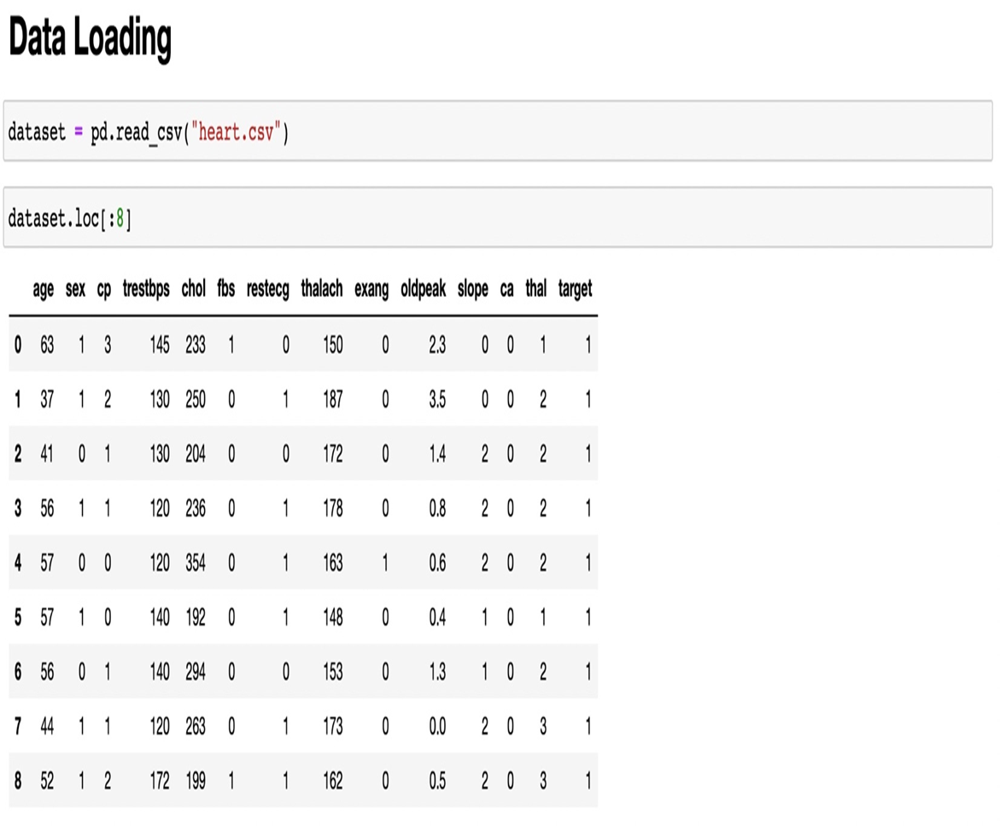 Data Loading
dataset = pd.read_csv("heart.csv")
dataset.loc[:8]
age sex cp trestbps chol fbs restecg thalach exang oldpeak slope ca thal target
0 63 1 3 145 233 1 0 150 0 2.3 0 0 1 1
1 37 1 2 130 250 0 1 187 0 3.5 0 0 2 1
2 41 0 1 130 204 0 0 172 0 1.4 2 0 2 1
3 56 1 1 120 236 0 1 178 0 0.8 2 0 2 1
4 57 0 0 120 354 0 1 163 1 0.6 2 0 2 1
5 57 1 0 140 192 0 1 148 0 0.4 1 0 1 1
6 56 0 1 140 294 0 0 153 0 1.3 1 0 2 1
7 44 1 1 120 263 0 1 173 0 0.0 2 0 3 1
8 52 1 2 172 199 1 1 162 0 0.5 2 0 3 1